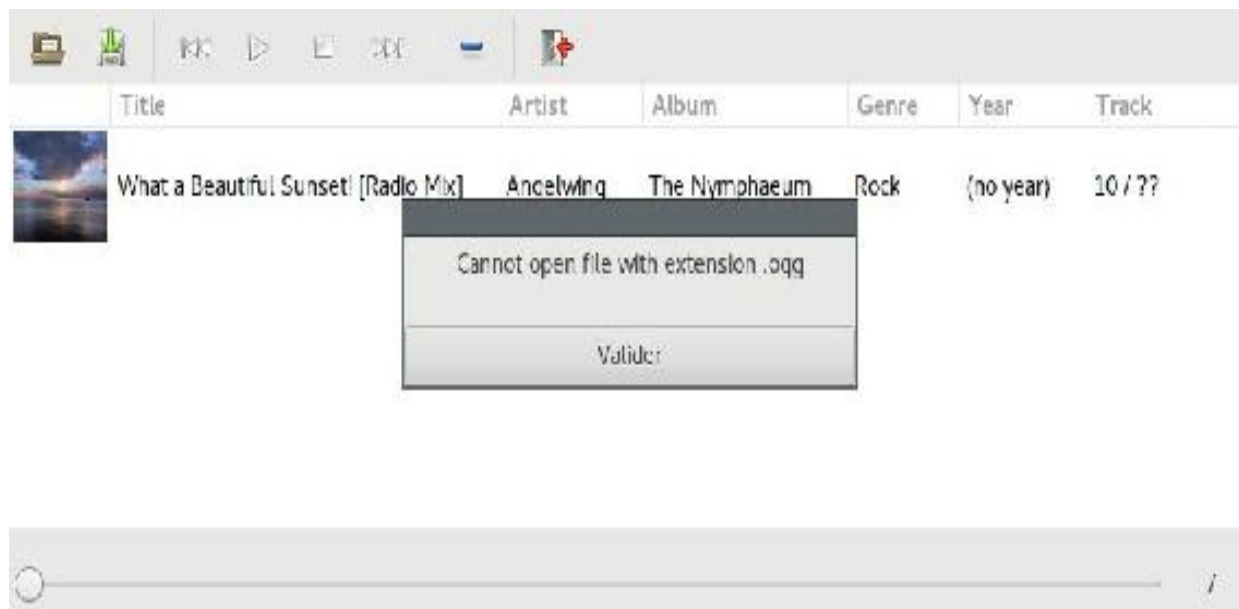 Title Artist Album Genre Year Track
What a Beautiful Sunset! [Radio Mix] Angelwing The Nymphaeum Rock (no year) 10 / ??
Cannot open file with extension .ogg
Valider
/